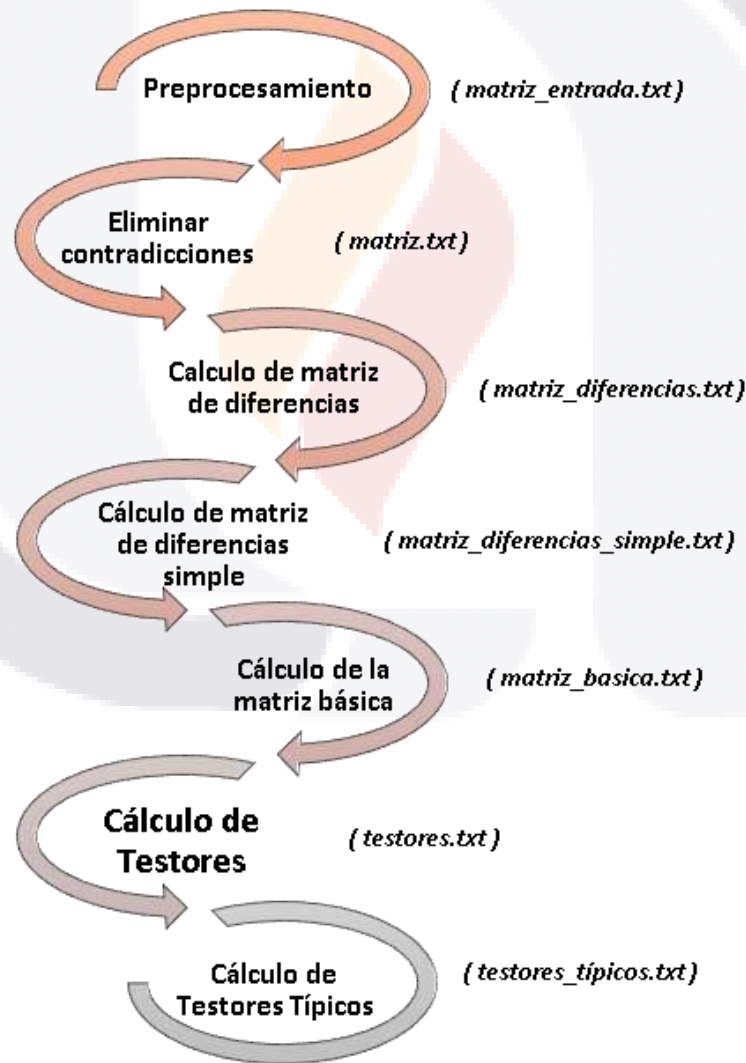 Preprocesamiento
( matriz_entrada.txt )
Eliminar
contradicciones
( matriz.txt )
Calculo de matriz
de diferencias
( matriz_diferencias.txt )
Cálculo de matriz
de diferencias
simple
( matriz_diferencias_simple.txt )
Cálculo de la
matriz básica
( matriz_basica.txt )
Cálculo de
Testores
( testores.txt )
Cálculo de
Testores Típicos
( testores_típicos.txt )